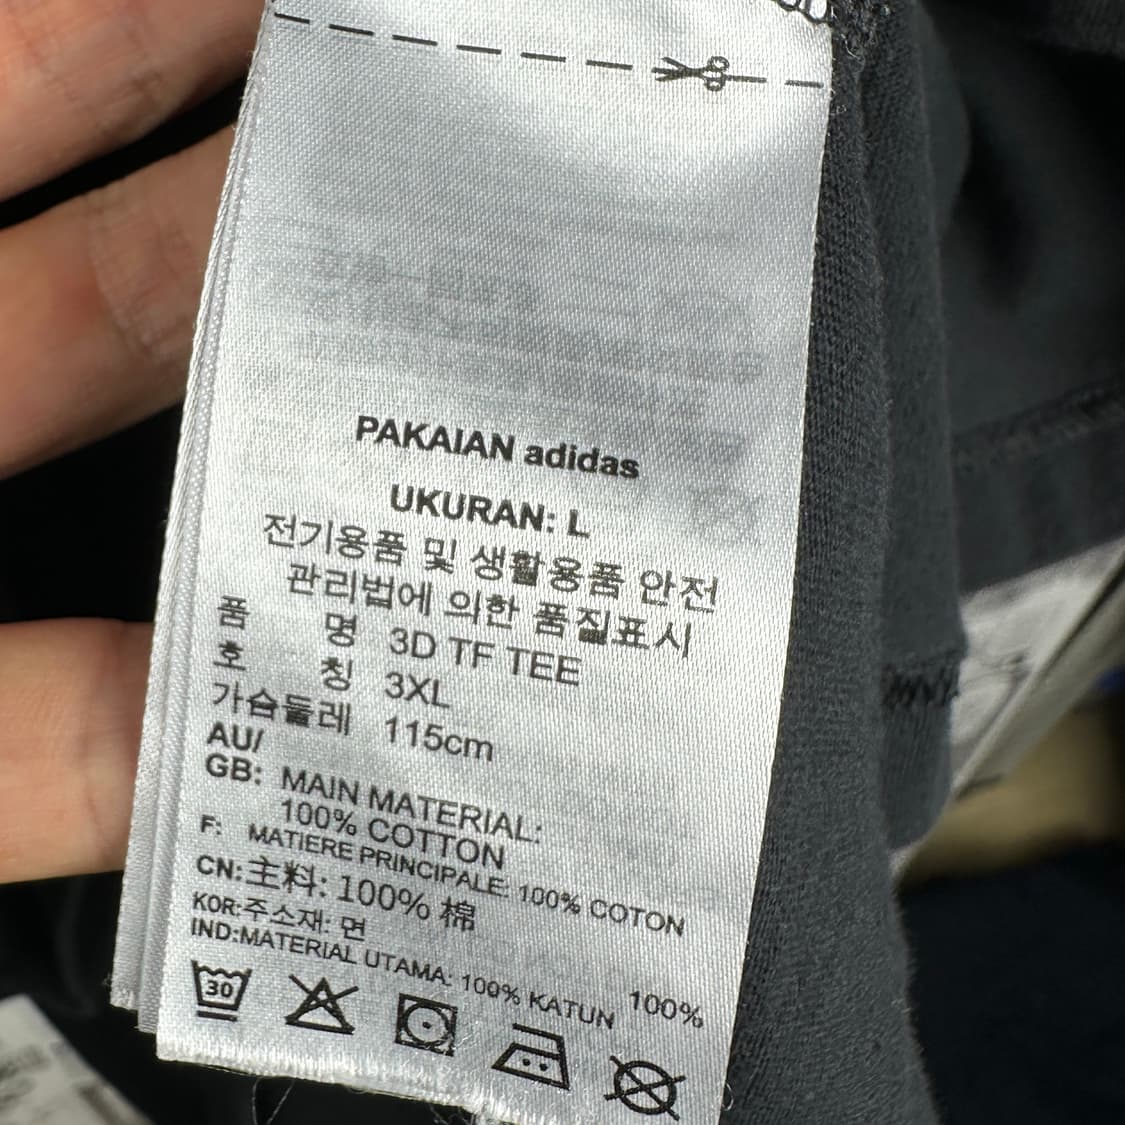 PAKAIAN adidas
UKURAN: L
전기용품 및 생활용품 안전
관리법에 의한 품질표시
품 명 3D TF TEE
호 칭 3XL
가슴둘레 115cm
AU/
GB: MAIN MATERIAL:
100% COTTON
F: MATIERE PRINCIPALE: 100% COTON
CN:主料: 100% 棉
KOR:주소재: 면 100%
IND:MATERIAL UTAMA: 100% KATUN
30